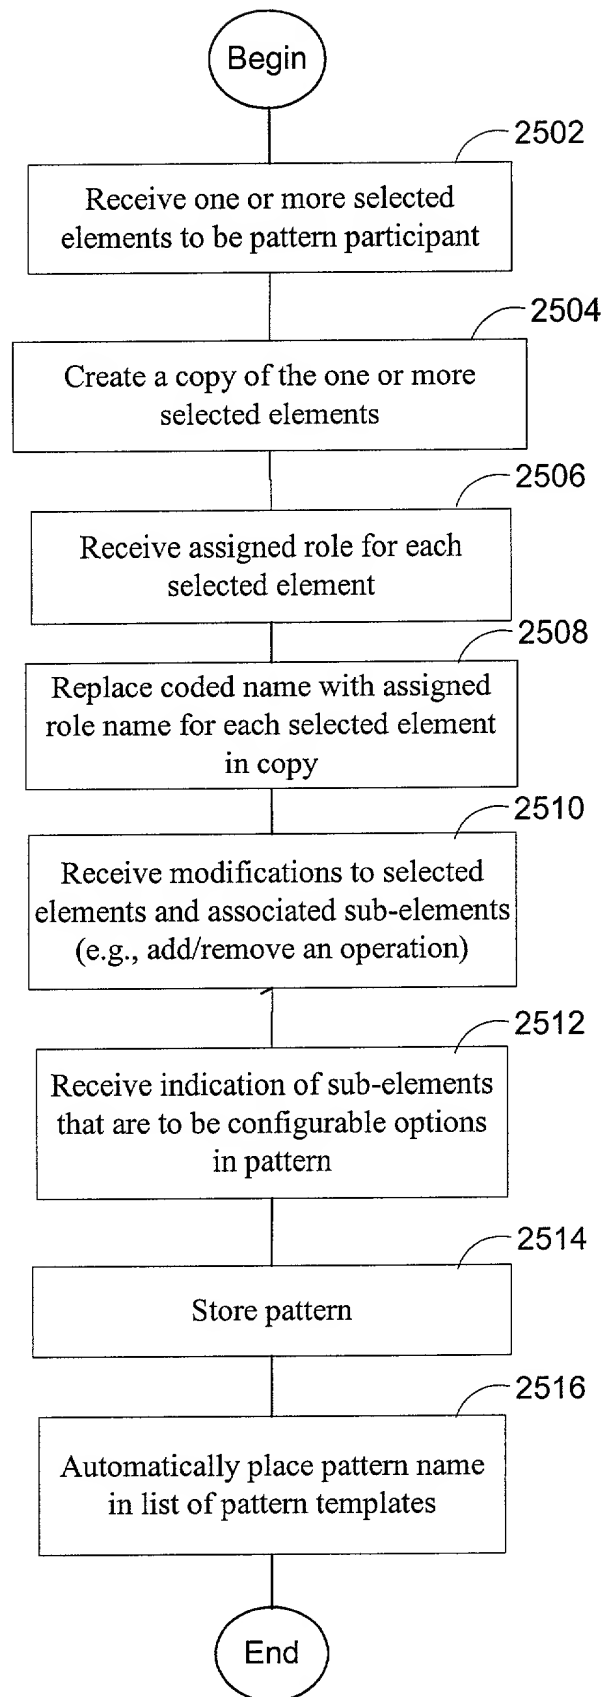 Begin
2502
Receive one or more selected
elements to be pattern participant
2504
Create a copy of the one or more
selected elements
2506
Receive assigned role for each
selected element
2508
Replace coded name with assigned
role name for each selected element
in copy
2510
Receive modifications to selected
elements and associated sub-elements
(e.g., add/remove an operation)
2512
Receive indication of sub-elements
that are to be configurable options
in pattern
2514
Store pattern
2516
Automatically place pattern name
in list of pattern templates
End